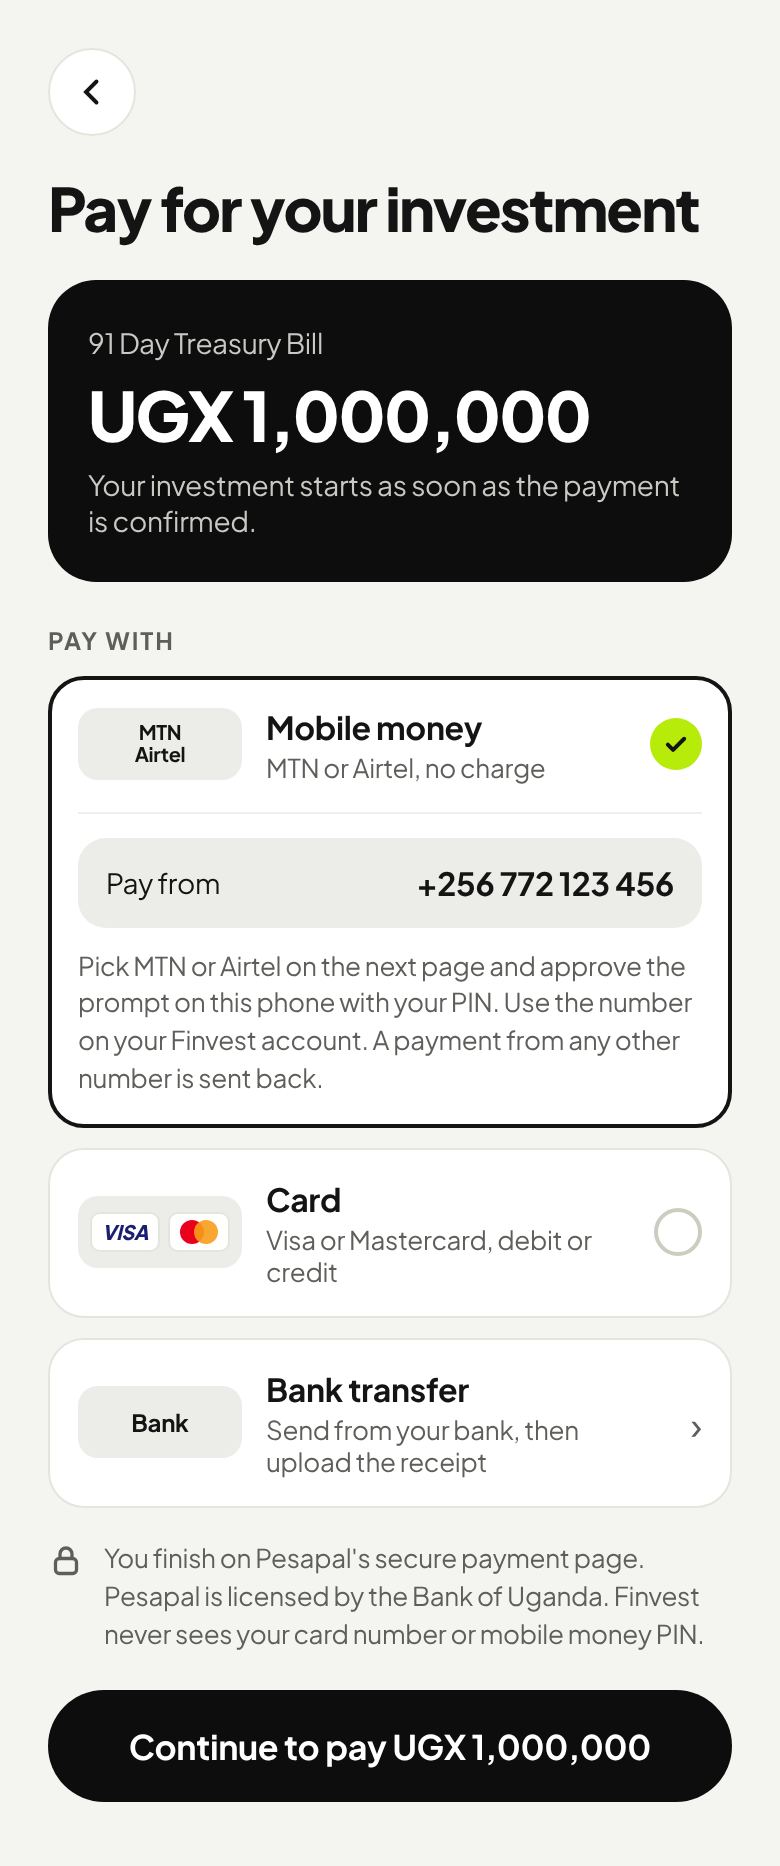 Pay for your investment
91 Day Treasury Bill
UGX 1,000,000
Your investment starts as soon as the payment
is confirmed.
PAY WITH
MTN
Airtel
Mobile money
MTN or Airtel, no charge
Pay from
+256 772 123 456
Pick MTN or Airtel on the next page and approve the
prompt on this phone with your PIN. Use the number
on your Finvest account. A payment from any other
number is sent back.
VISA
Card
Visa or Mastercard, debit or
credit
Bank
Bank transfer
Send from your bank, then
upload the receipt
You finish on Pesapal's secure payment page.
Pesapal is licensed by the Bank of Uganda. Finvest
never sees your card number or mobile money PIN.
Continue to pay UGX 1,000,000